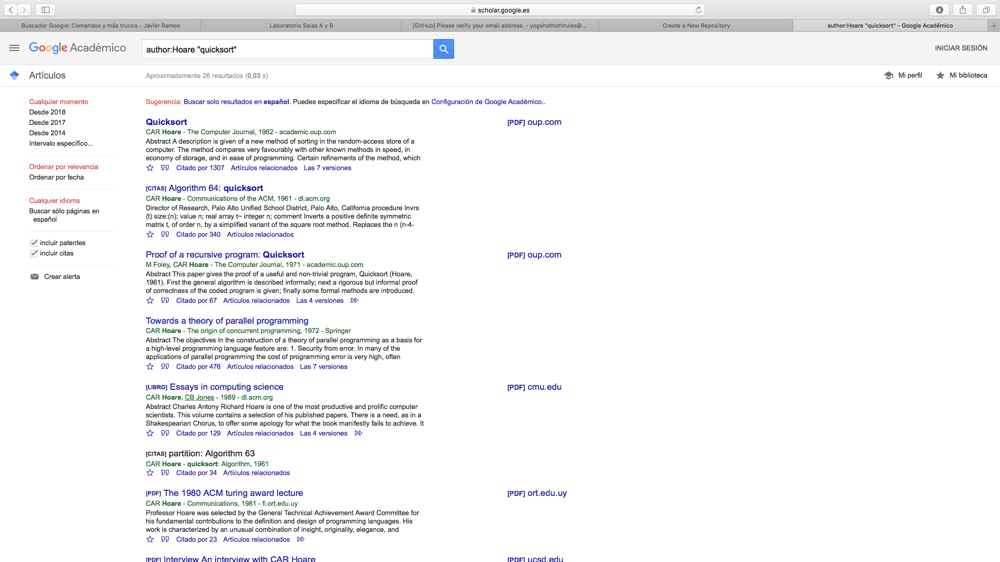 scholar.google.es
Buscador Google: Comandos y más trucos - Javier Ramos
Laboratorio Salas A y B
[GitHub] Please verify your email address. - yogshothothrules@...
Create a New Repository
author:Hoare "quicksort" - Google Académico
Google Académico
author:Hoare "quicksort"
INICIAR SESIÓN
Artículos
Aproximadamente 26 resultados (0,03 s)
Mi perfil
Mi biblioteca
Cualquier momento
Desde 2018
Desde 2017
Desde 2014
Intervalo específico...
Ordenar por relevancia
Ordenar por fecha
Cualquier idioma
Buscar sólo páginas en
español
incluir patentes
incluir citas
Crear alerta
Sugerencia: Buscar solo resultados en español. Puedes especificar el idioma de búsqueda en Configuración de Google Académico..
Quicksort
[PDF] oup.com
CAR Hoare - The Computer Journal, 1962 - academic.oup.com
Abstract A description is given of a new method of sorting in the random-access store of a
computer. The method compares very favourably with other known methods in speed, in
economy of storage, and in ease of programming. Certain refinements of the method, which
Citado por 1307 Artículos relacionados Las 7 versiones
[CITAS] Algorithm 64: quicksort
CAR Hoare - Communications of the ACM, 1961 - dl.acm.org
Director of Research, Palo Alto Unified School District, Palo Alto, California procedure Invrs
(t) size:(n); value n; real array t~ integer n; comment Inverts a positive definite symmetric
matrix t, of order n, by a simplified variant of the square root method. Replaces the n (n-4-
Citado por 340 Artículos relacionados
Proof of a recursive program: Quicksort
[PDF] oup.com
M Foley, CAR Hoare - The Computer Journal, 1971 - academic.oup.com
Abstract This paper gives the proof of a useful and non-trivial program, Quicksort (Hoare,
1961). First the general algorithm is described informally; next a rigorous but informal proof
of correctness of the coded program is given; finally some formal methods are introduced.
Citado por 67 Artículos relacionados Las 4 versiones
Towards a theory of parallel programming
CAR Hoare - The origin of concurrent programming, 1972 - Springer
Abstract The objectives in the construction of a theory of parallel programming as a basis for
a high-level programming language feature are: 1. Security from error. In many of the
applications of parallel programming the cost of programming error is very high, often
Citado por 476 Artículos relacionados Las 7 versiones
[LIBRO] Essays in computing science
[PDF] cmu.edu
CAR Hoare, CB Jones - 1989 - dl.acm.org
Abstract Charles Antony Richard Hoare is one of the most productive and prolific computer
scientists. This volume contains a selection of his published papers. There is a need, as in a
Shakespearian Chorus, to offer some apology for what the book manifestly fails to achieve. It
Citado por 129 Artículos relacionados Las 4 versiones
[CITAS] partition: Algorithm 63
CAR Hoare - quicksort: Algorithm, 1961
Citado por 34 Artículos relacionados
[PDF] The 1980 ACM turing award lecture
[PDF] ort.edu.uy
CAR Hoare - Communications, 1981 - fi.ort.edu.uy
Professor Hoare was selected by the General Technical Achievement Award Committee for
his fundamental contributions to the definition and design of programming languages. His
work is characterized by an unusual combination of insight, originality, elegance, and
Citado por 23 Artículos relacionados
[PDF] Interview An interview with CAR Hoare
[PDF] ucsd.edu